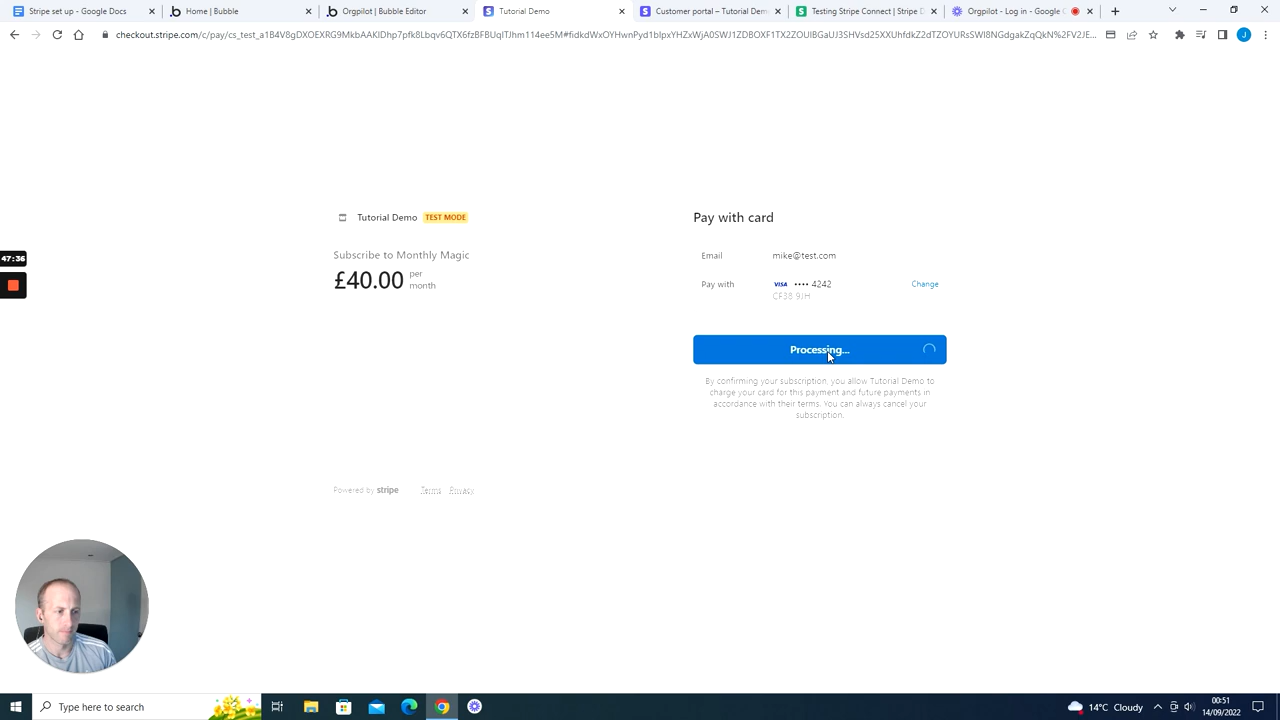 Stripe set up - Google Docs
Home | Bubble
Orgpilot | Bubble Editor
Tutorial Demo
Customer portal – Tutorial Dem
Testing Stripe Connect | Stripe D
Orgpilot - Log in - Google C
Tutorial Demo TEST MODE
Subscribe to Monthly Magic
£40.00 per month
Pay with card
Email mike@test.com
Pay with VISA •••• 4242 Change
CF38 9JH
47:36
Processing...
By confirming your subscription, you allow Tutorial Demo to
charge your card for this payment and future payments in
accordance with their terms. You can always cancel your
subscription.
Powered by stripe Terms Privacy
Type here to search
14°C Cloudy
00:51
14/09/2022